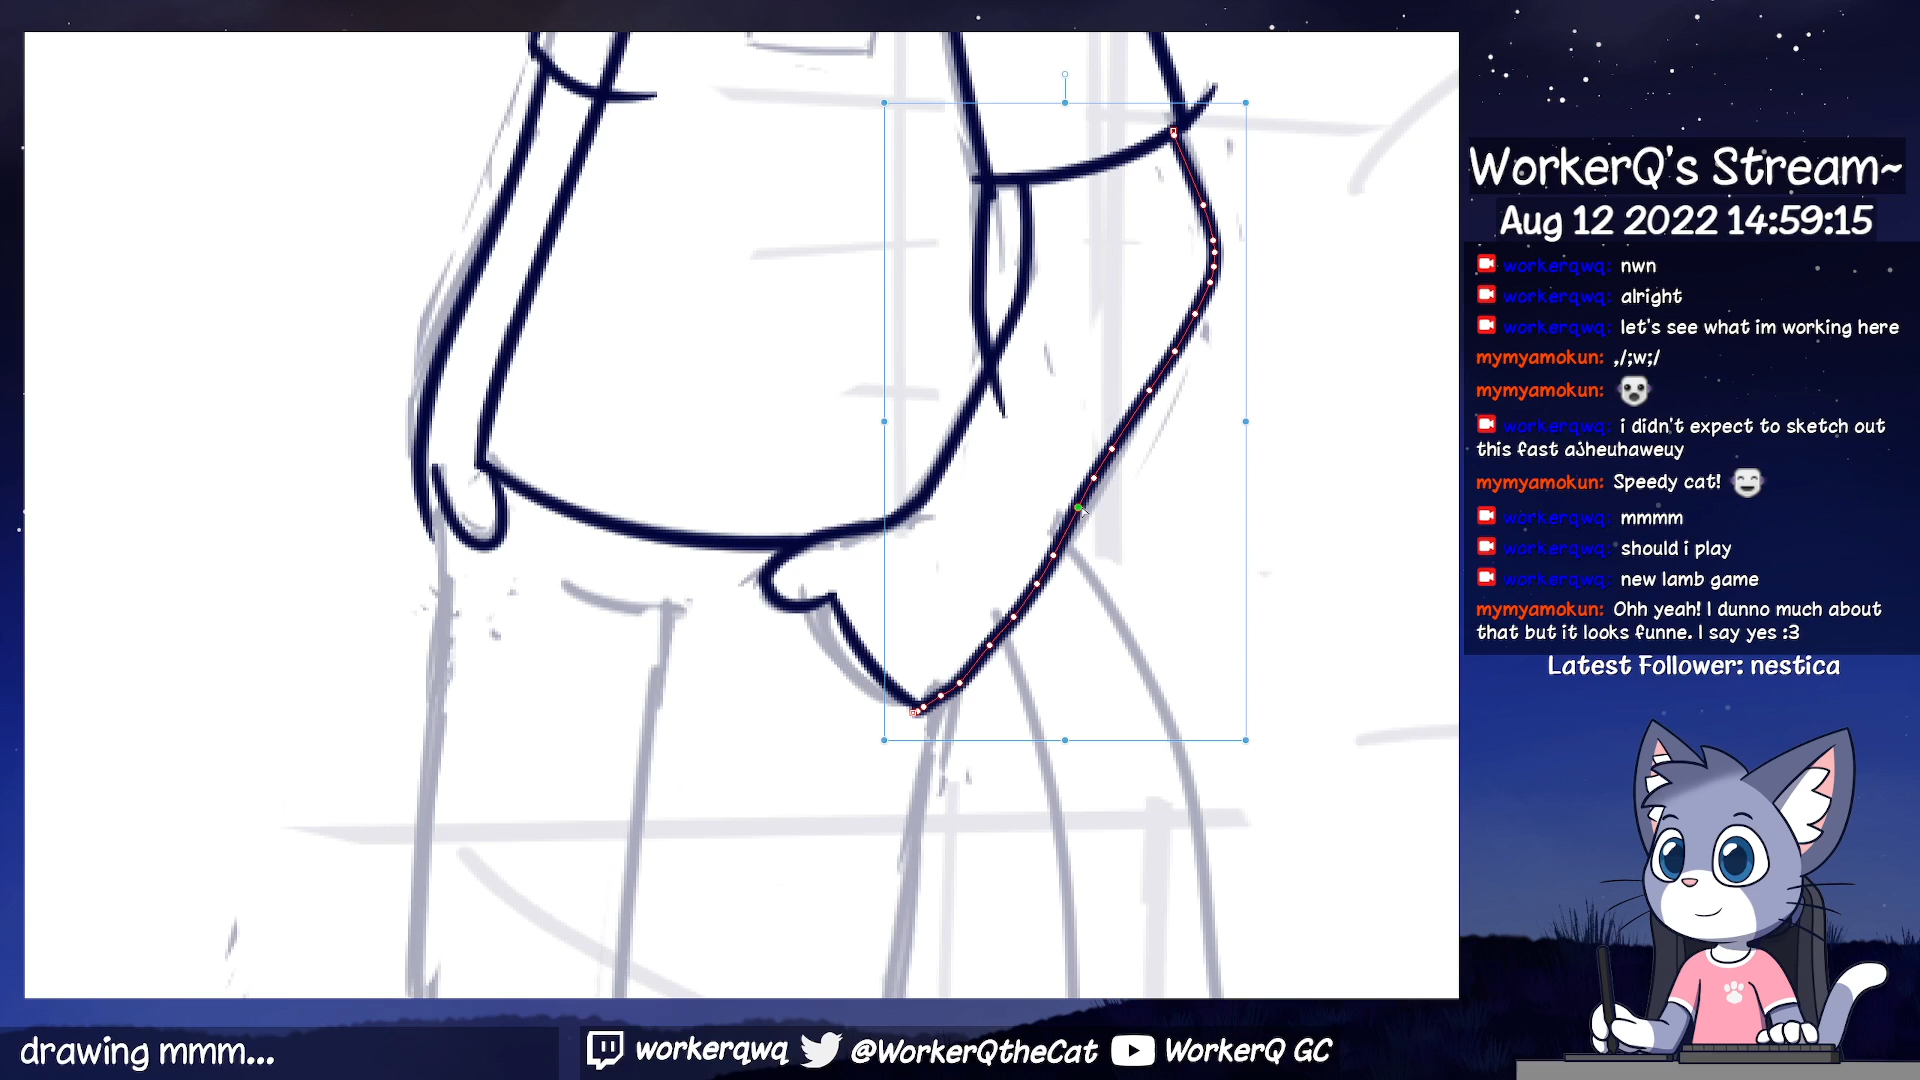 WorkerQ's Stream~
Aug 12 2022 14:59:15
workerqwq: nwn
workerqwq: alright
workerqwq: let's see what im working here
mymyamokun: ,/;w;/
mymyamokun:
workerqwq: i didn't expect to sketch out
this fast aJheuhaweuy
mymyamokun: Speedy cat!
workerqwq: mmmm
workerqwq: should i play
workerqwq: new lamb game
mymyamokun: Ohh yeah! I dunno much about
that but it looks funne. I say yes :3
Latest Follower: nestica
drawing mmm...
workerqwq
@WorkerQtheCat
WorkerQ GC